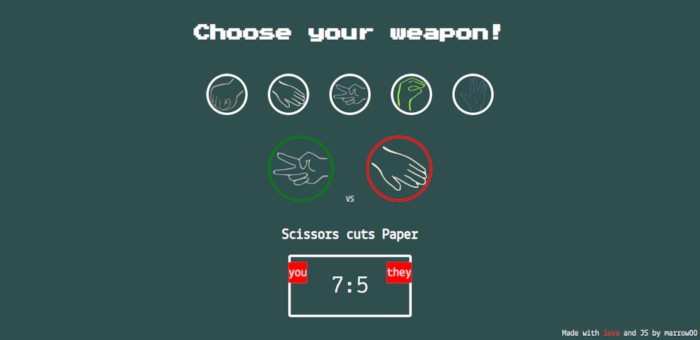 Choose your weapon!
vs
Scissors cuts Paper
you
they
7:5
Made with love and JS by marrow00